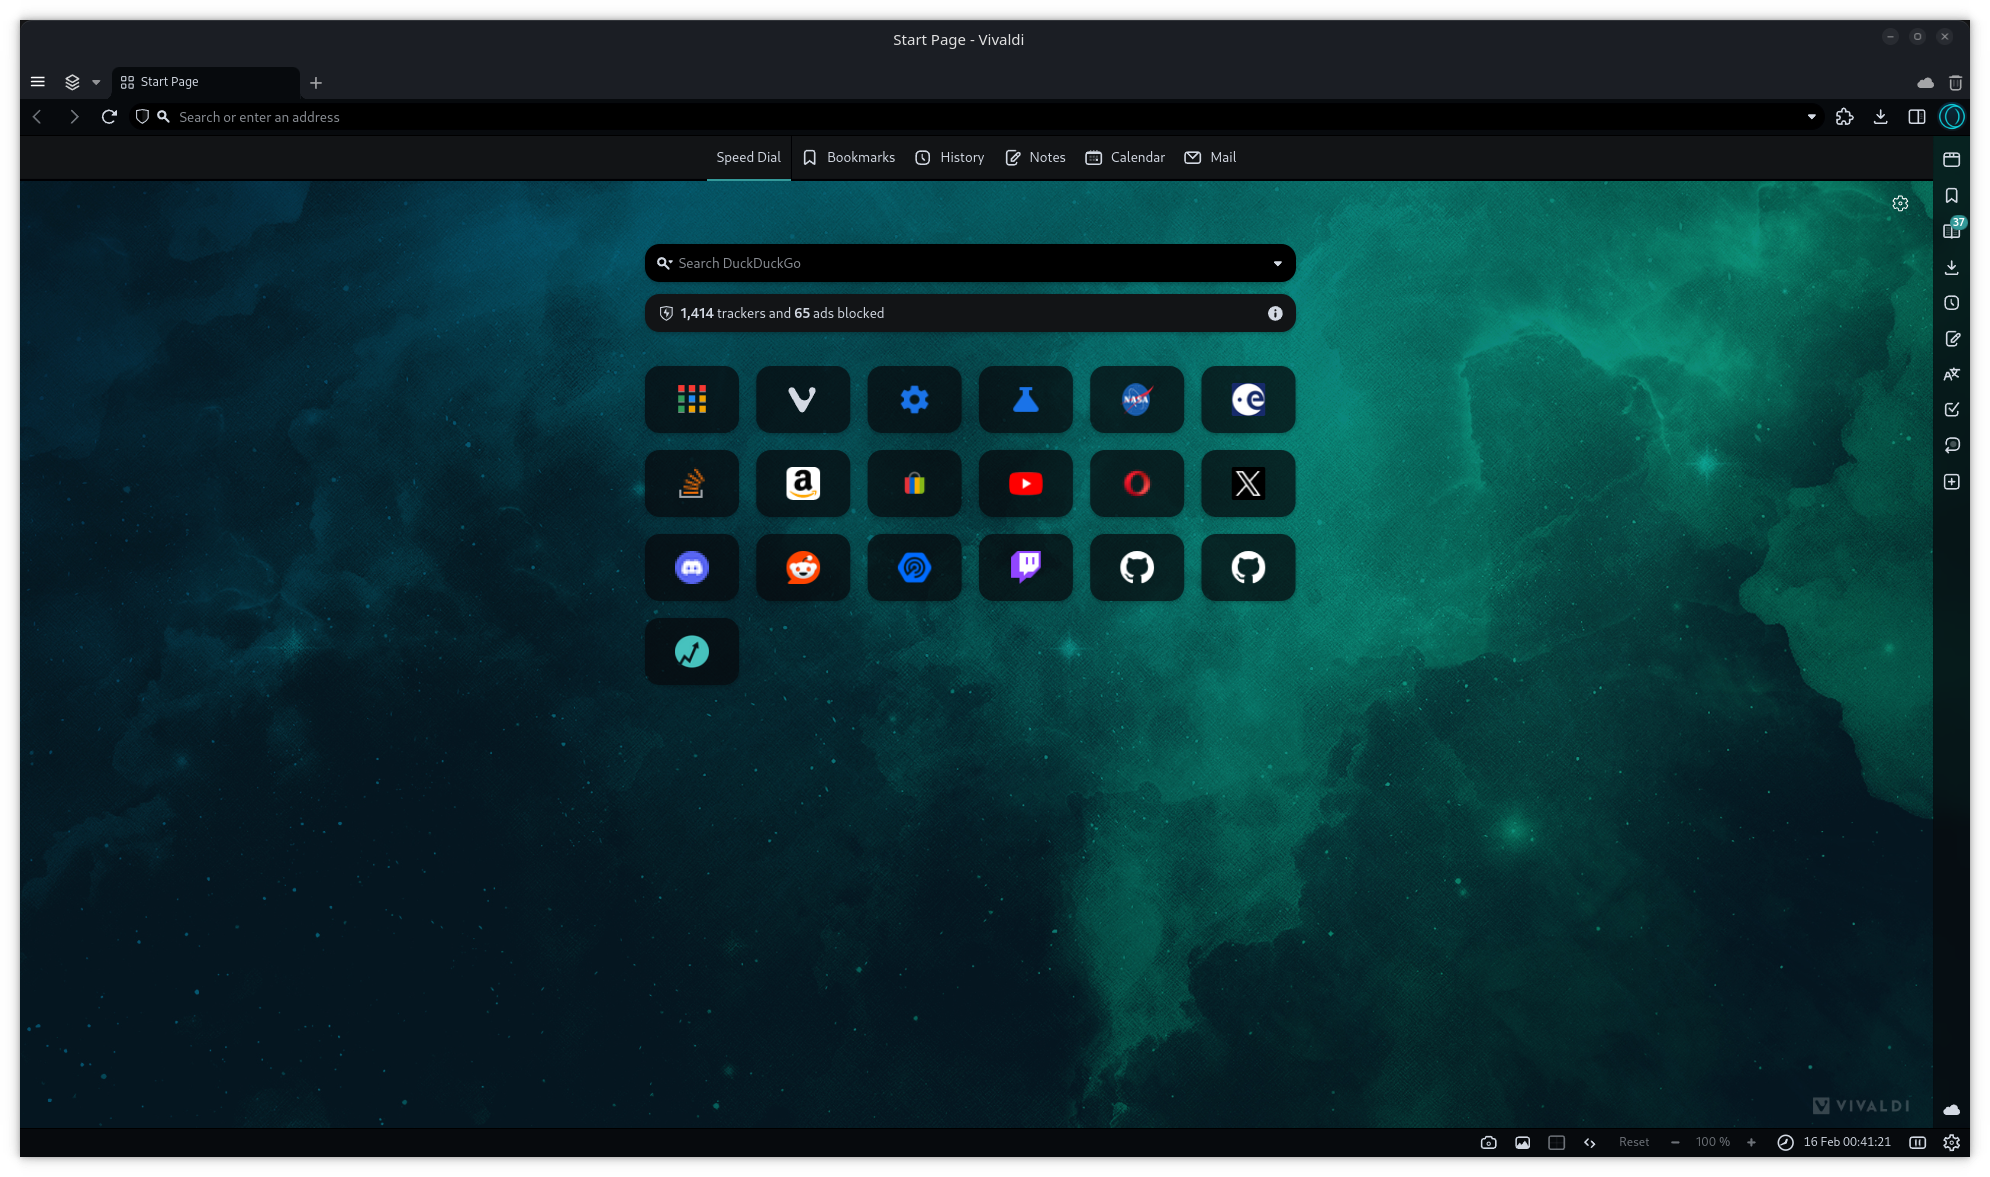 Start Page - Vivaldi
Start Page
Search or enter an address
Speed Dial Bookmarks History Notes Calendar Mail
37
Search DuckDuckGo
1,414 trackers and 65 ads blocked
NASA
VIVALDI
Reset 100 % 16 Feb 00:41:21